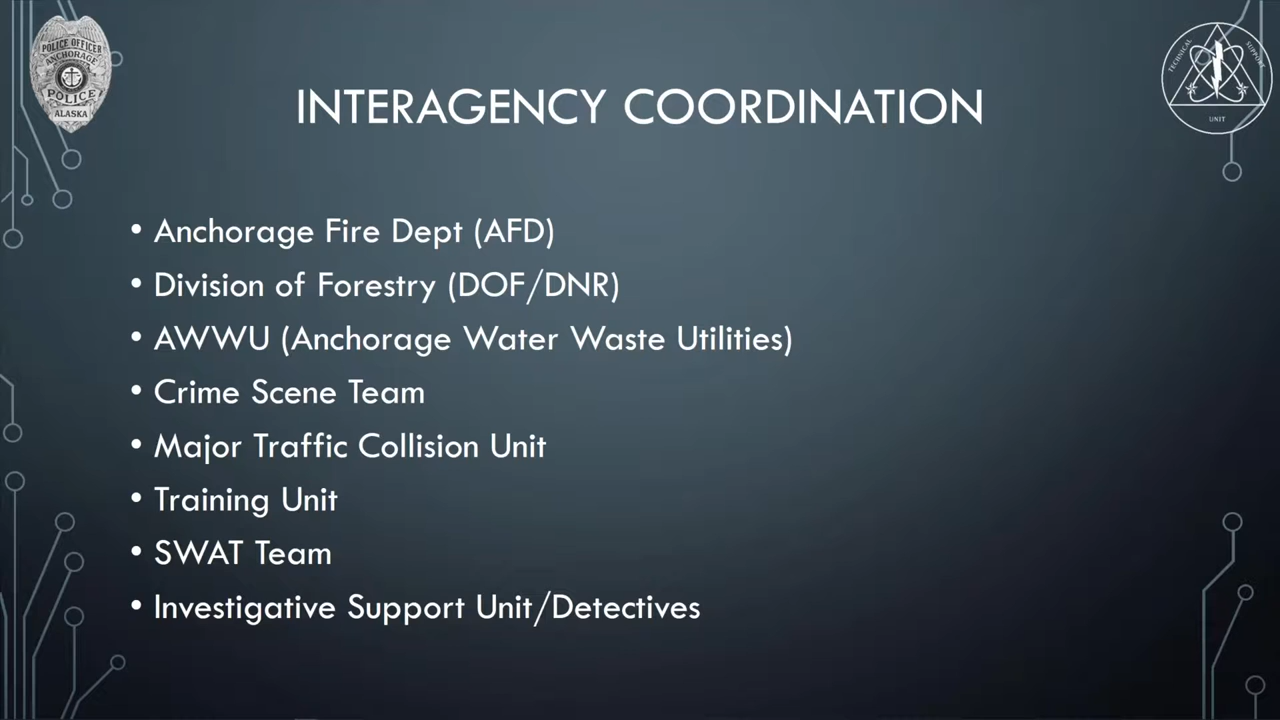 POLICE OFFICER
ANCHORAGE
POLICE
ALASKA
TECHNICAL
SUPPORT
UNIT
INTERAGENCY COORDINATION
• Anchorage Fire Dept (AFD)
• Division of Forestry (DOF/DNR)
• AWWU (Anchorage Water Waste Utilities)
• Crime Scene Team
• Major Traffic Collision Unit
• Training Unit
• SWAT Team
• Investigative Support Unit/Detectives